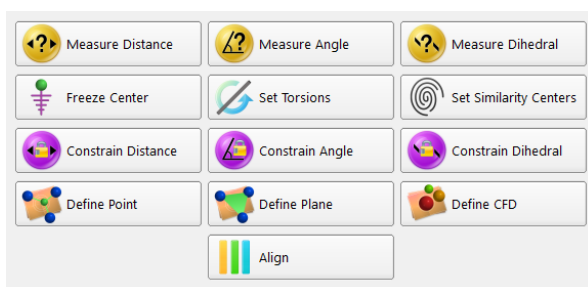 Measure Distance
Measure Angle
Measure Dihedral
Freeze Center
Set Torsions
Set Similarity Centers
Constrain Distance
Constrain Angle
Constrain Dihedral
Define Point
Define Plane
Define CFD
Align